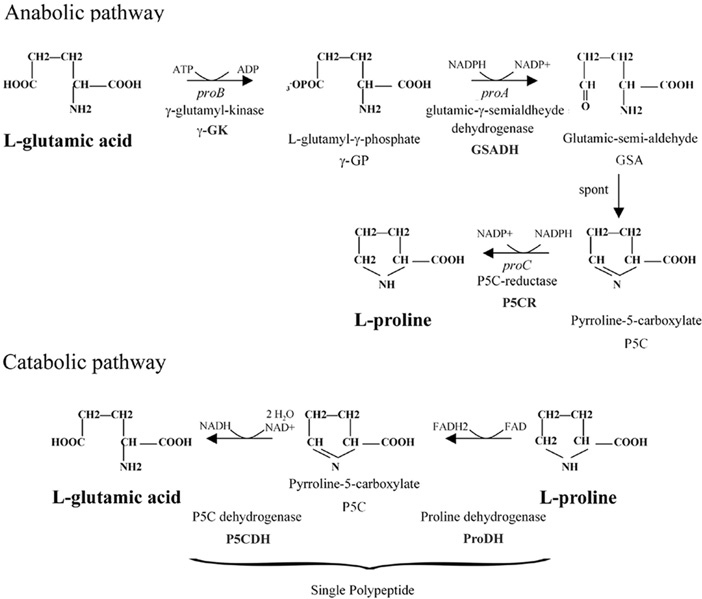 Anabolic pathway
CH2—CH2
HOOC CH —COOH
NH2
L-glutamic acid
ATP ADP
proB
γ-glutamyl-kinase
γ-GK
CH2—CH2
3-OPOC CH — COOH
NH2
L-glutamyl-γ-phosphate
γ-GP
NADPH NADP+
proA
glutamic-γ-semialdheyde
dehydrogenase
GSADH
CH2—CH2
CH CH —COOH
O NH2
Glutamic-semi-aldehyde
GSA
spont
CH2—CH2
CH2 CH —COOH
NH
L-proline
NADP+ NADPH
proC
P5C-reductase
P5CR
CH2—CH2
CH CH —COOH
N
Pyrroline-5-carboxylate
P5C
Catabolic pathway
CH2—CH2
HOOC CH —COOH
NH2
L-glutamic acid
2 H2O
NADH NAD+
CH2—CH2
CH CH —COOH
N
Pyrroline-5-carboxylate
P5C
FADH2 FAD
CH2—CH2
CH2 CH —COOH
NH
L-proline
P5C dehydrogenase
P5CDH
Proline dehydrogenase
ProDH
Single Polypeptide